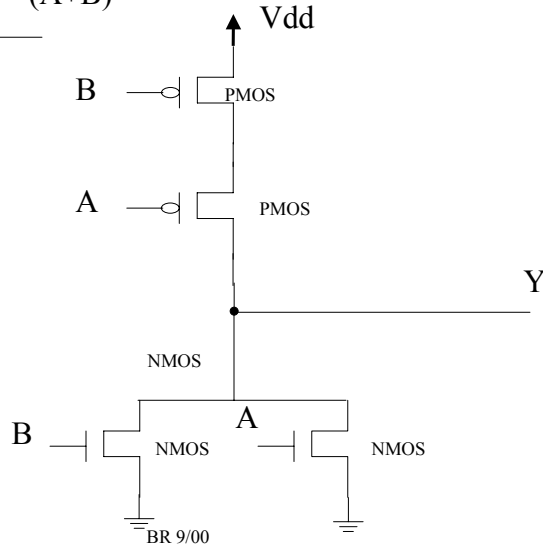 (A+B)
Vdd
B
PMOS
A
PMOS
Y
NMOS
B
NMOS
A
NMOS
BR 9/00